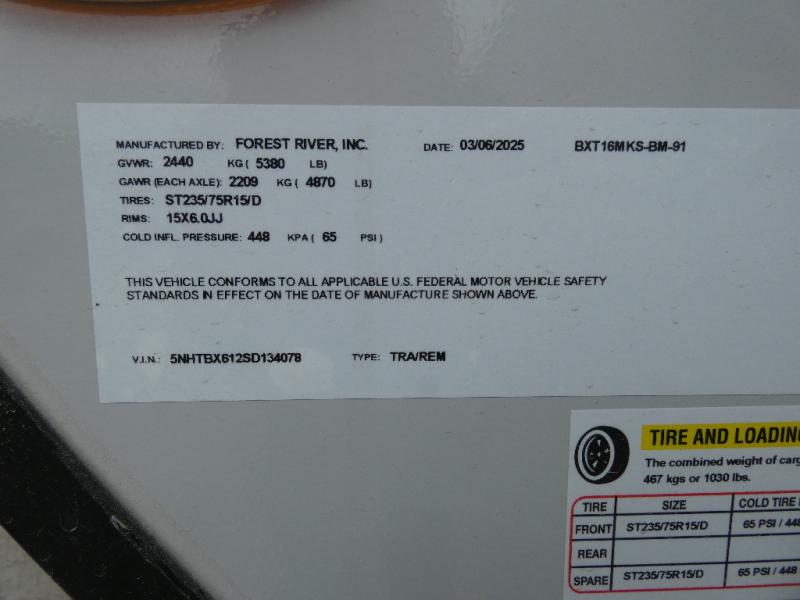 MANUFACTURED BY: FOREST RIVER, INC. DATE: 03/06/2025 BXT16MKS-BM-91
GVWR: 2440 KG ( 5380 LB)
GAWR (EACH AXLE): 2209 KG ( 4870 LB)
TIRES: ST235/75R15/D
RIMS: 15X6.0JJ
COLD INFL. PRESSURE: 448 KPA ( 65 PSI )
THIS VEHICLE CONFORMS TO ALL APPLICABLE U.S. FEDERAL MOTOR VEHICLE SAFETY
STANDARDS IN EFFECT ON THE DATE OF MANUFACTURE SHOWN ABOVE.
V.I.N.: 5NHTBX612SD134078 TYPE: TRA/REM
TIRE AND LOADING
The combined weight of carg
467 kgs or 1030 lbs.
TIRE SIZE COLD TIRE
FRONT ST235/75R15/D 65 PSI / 448
REAR
SPARE ST235/75R15/D 65 PSI / 448